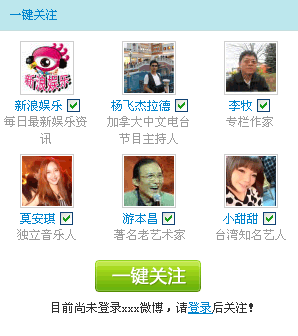 一键关注
新浪娱乐
新浪娱乐 杨飞杰拉德 李牧
每日最新娱乐资 加拿大中文电台 专栏作家
讯 节目主持人
莫安琪 游本昌 小甜甜
独立音乐人 著名老艺术家 台湾知名艺人
一键关注
目前尚未登录xxx微博，请登录后关注！